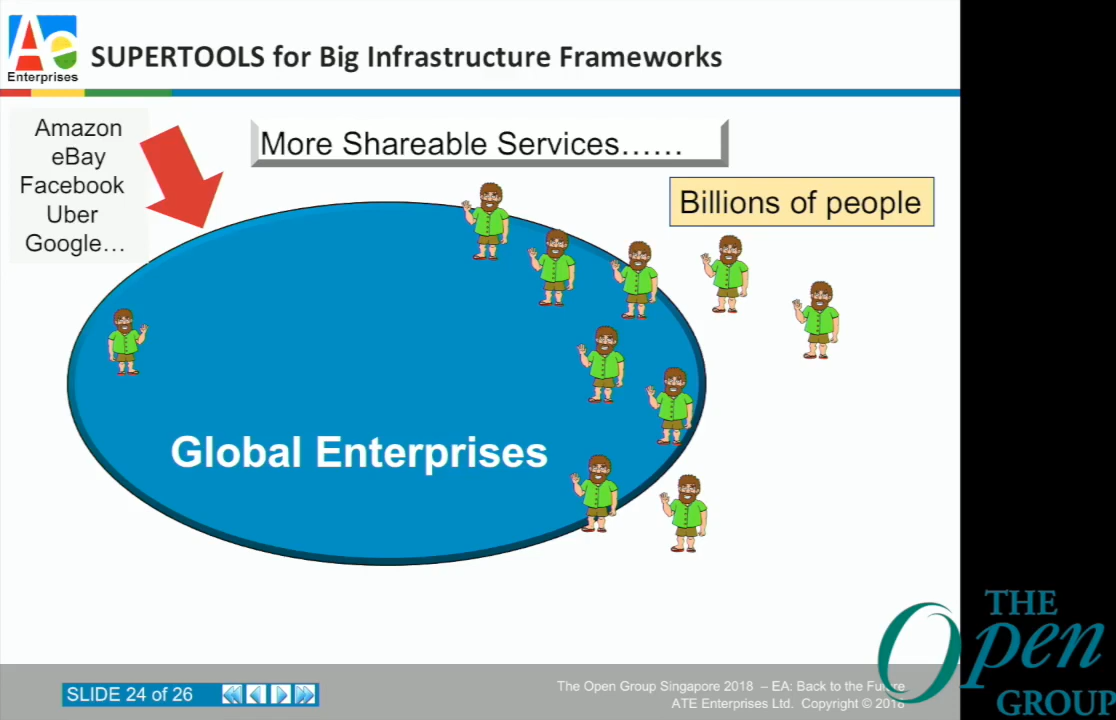 Ae
Enterprises
SUPERTOOLS for Big Infrastructure Frameworks
Amazon
eBay
Facebook
Uber
Google…
More Shareable Services……
Billions of people
Global Enterprises
SLIDE 24 of 26
The Open Group Singapore 2018 – EA: Back to the Future
ATE Enterprises Ltd. Copyright © 2018
THE
Open
GROUP